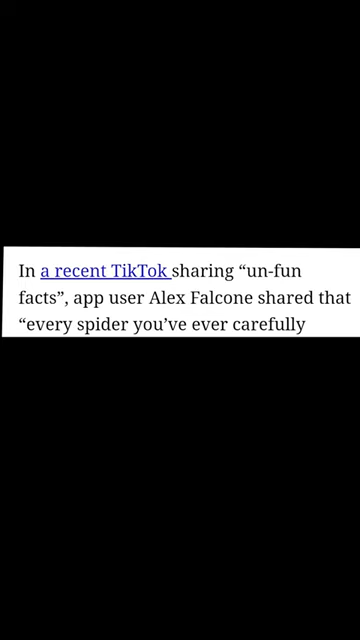 In a recent TikTok sharing “un-fun
facts”, app user Alex Falcone shared that
“every spider you’ve ever carefully